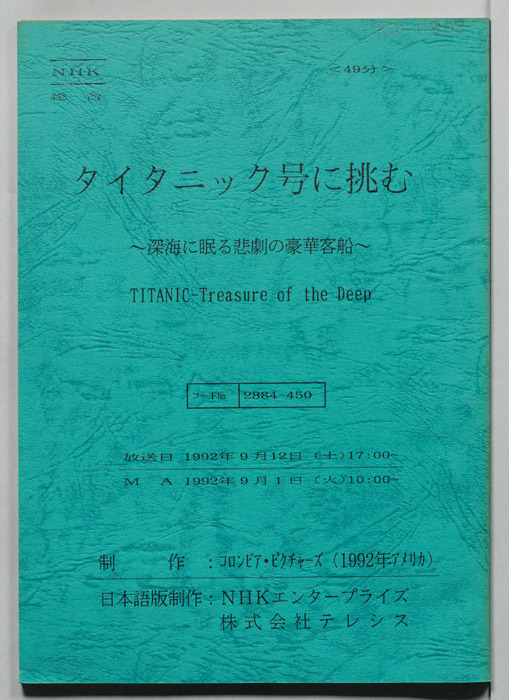 <49分>
NHK
総合
タイタニック号に挑む
～深海に眠る悲劇の豪華客船～
TITANIC-Treasure of the Deep
コード№ 2884-450
放送日 1992年9月12日(土)17:00~
MA 1992年9月1日(火)10:00~
制作:コロンビア・ピクチャーズ(1992年アメリカ)
日本語版制作:NHKエンタープライズ
株式会社テレシス